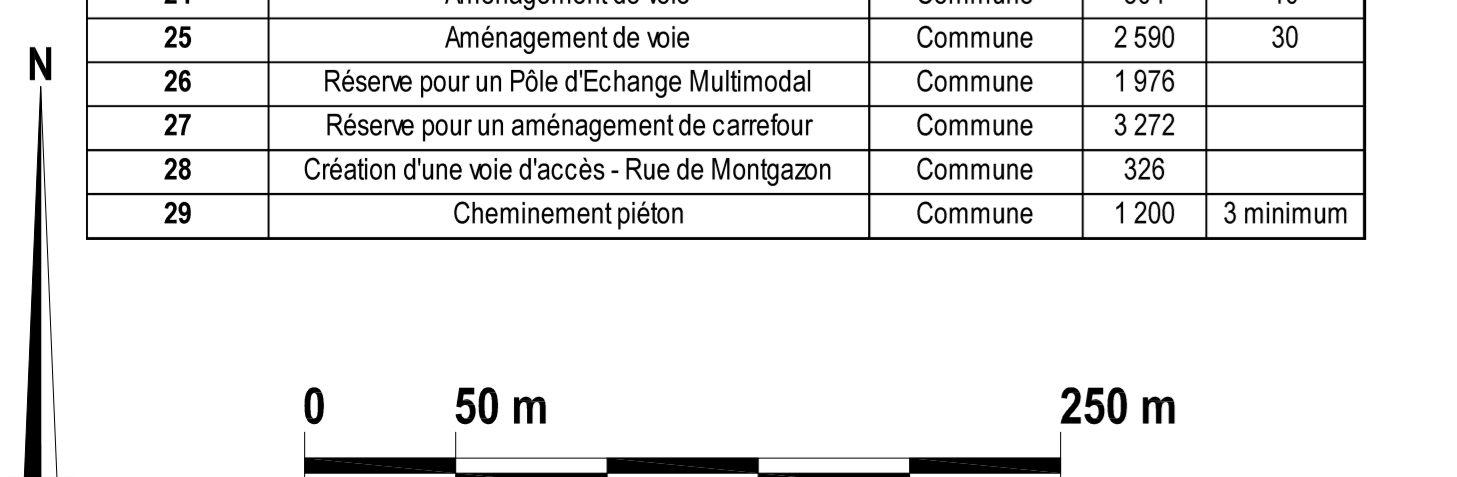 25 Aménagement de voie Commune 2 590 30
N
26 Réserve pour un Pôle d'Echange Multimodal Commune 1 976
27 Réserve pour un aménagement de carrefour Commune 3 272
28 Création d'une voie d'accès - Rue de Montgazon Commune 326
29 Cheminement piéton Commune 1 200 3 minimum
0 50 m 250 m